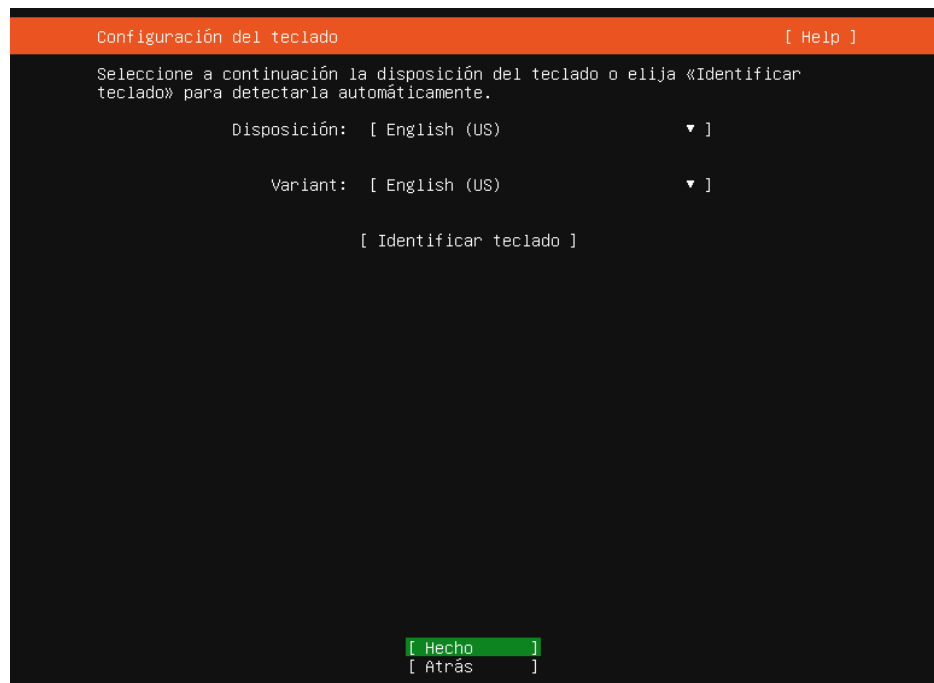 Configuración del teclado [ Help ]
Seleccione a continuación la disposición del teclado o elija «Identificar
teclado» para detectarla automáticamente.
Disposición: [ English (US) ▾ ]
Variant: [ English (US) ▾ ]
[ Identificar teclado ]
[ Hecho ]
[ Atrás ]